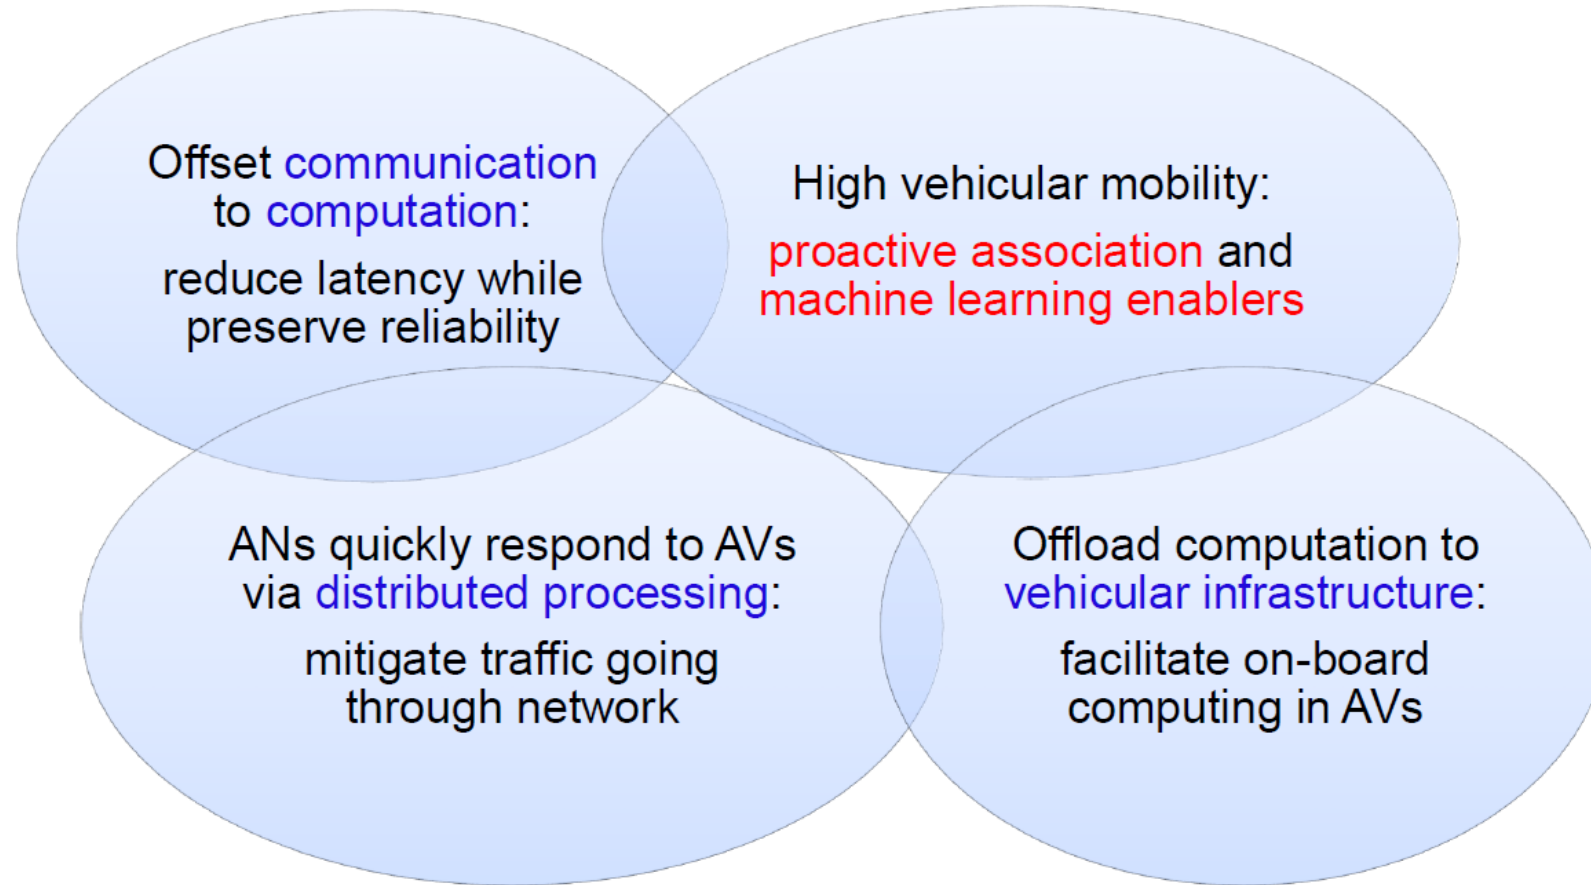 Offset communication
to computation:
reduce latency while
preserve reliability
High vehicular mobility:
proactive association and
machine learning enablers
ANs quickly respond to AVs
via distributed processing:
mitigate traffic going
through network
Offload computation to
vehicular infrastructure:
facilitate on-board
computing in AVs